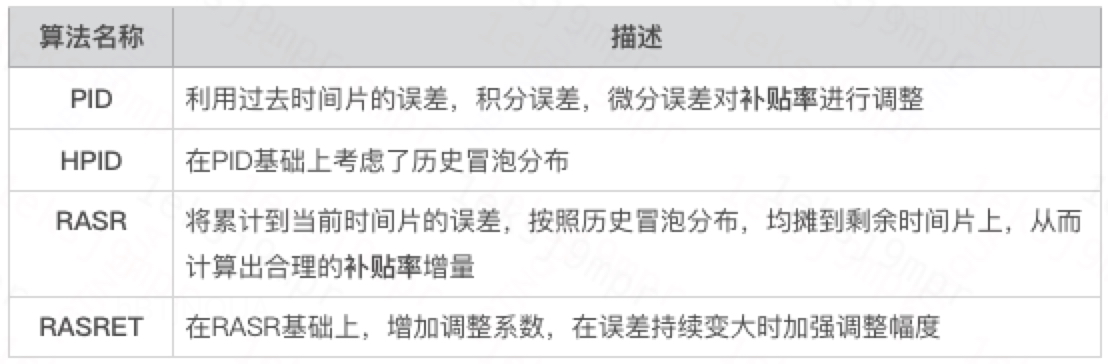 算法名称 描述
PID 利用过去时间片的误差，积分误差，微分误差对补贴率进行调整
HPID 在PID基础上考虑了历史冒泡分布
RASR 将累计到当前时间片的误差，按照历史冒泡分布，均摊到剩余时间片上，从而
计算出合理的补贴率增量
RASRET 在RASR基础上，增加调整系数，在误差持续变大时加强调整幅度